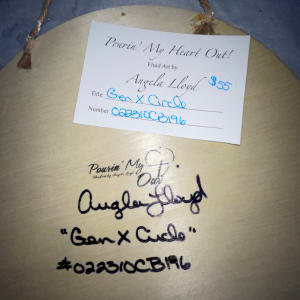 Pourin' My Heart Out!
Fluid Art by
Angela Lloyd $55
Title Gen X Circle
Number 022310CB196
Pourin' My
Out
Angela Lloyd
"Gen X Circle"
#022310CB196